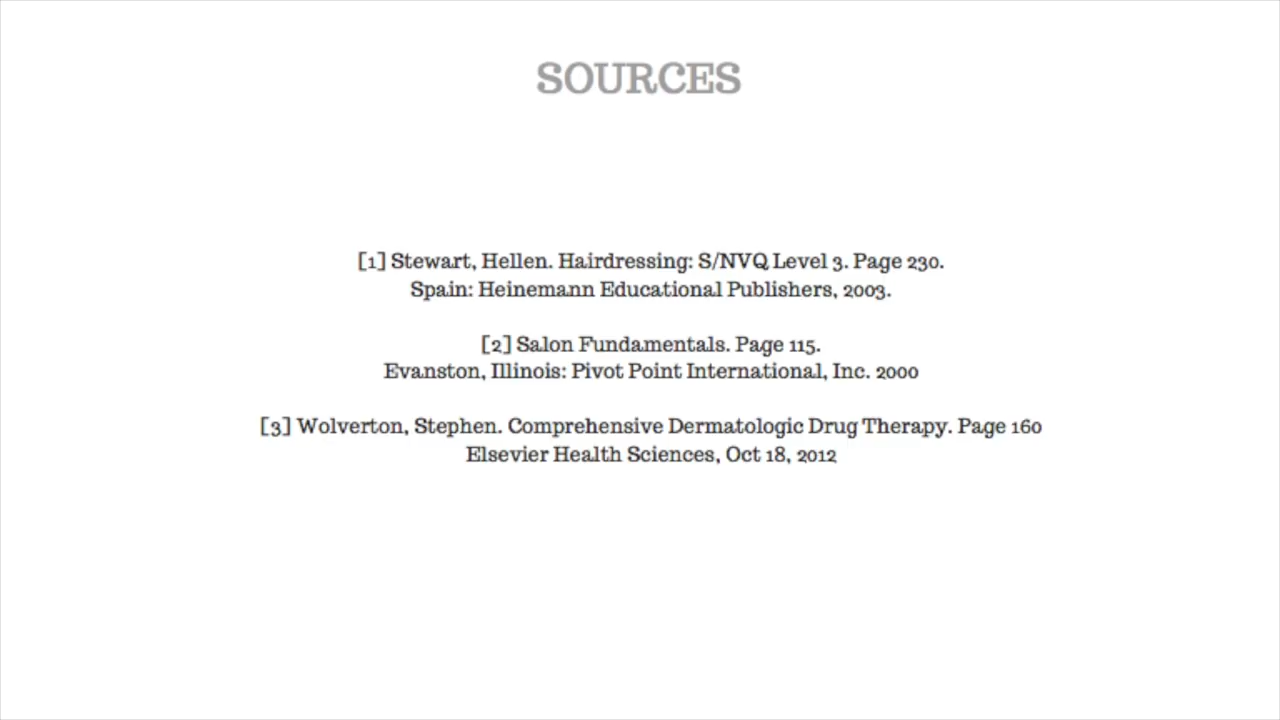 SOURCES
[1] Stewart, Hellen. Hairdressing: S/NVQ Level 3. Page 230.
Spain: Heinemann Educational Publishers, 2003.
[2] Salon Fundamentals. Page 115.
Evanston, Illinois: Pivot Point International, Inc. 2000
[3] Wolverton, Stephen. Comprehensive Dermatologic Drug Therapy. Page 160
Elsevier Health Sciences, Oct 18, 2012